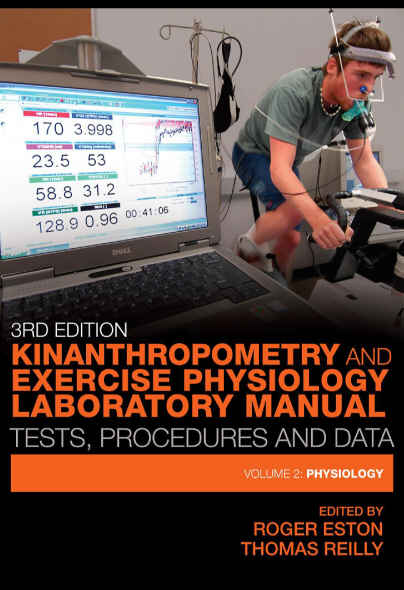 170 3.998
23.5 53
58.8 31.2
128.9 0.96 00:41:06
DELL
3RD EDITION
KINANTHROPOMETRY AND
EXERCISE PHYSIOLOGY
LABORATORY MANUAL
TESTS, PROCEDURES AND DATA
VOLUME 2: PHYSIOLOGY
EDITED BY
ROGER ESTON
THOMAS REILLY